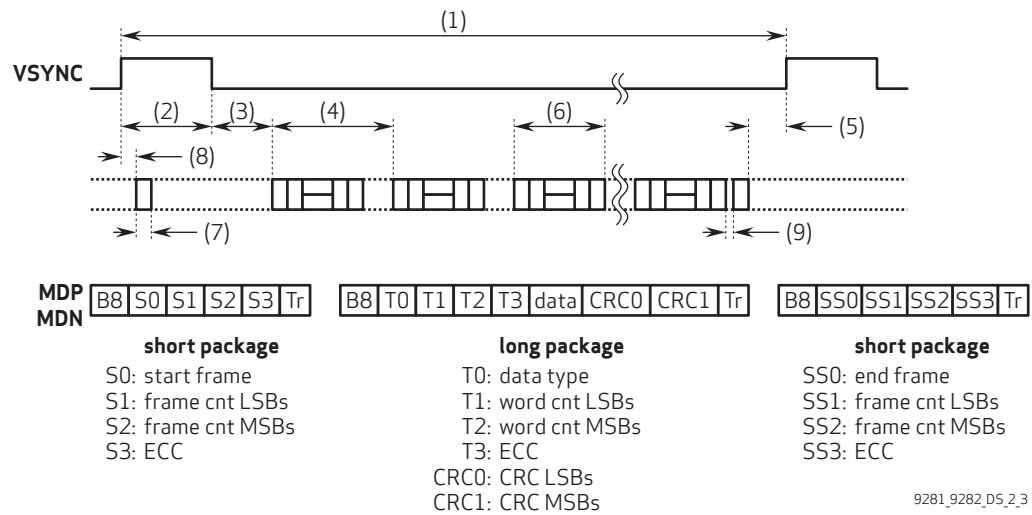 (1)
VSYNC
(2) (3) (4) (6) (5)
(8)
(7) (9)
MDP
MDN
B8 S0 S1 S2 S3 Tr B8 T0 T1 T2 T3 data CRC0 CRC1 Tr B8 SS0 SS1 SS2 SS3 Tr
short package
S0: start frame
S1: frame cnt LSBs
S2: frame cnt MSBs
S3: ECC
long package
T0: data type
T1: word cnt LSBs
T2: word cnt MSBs
T3: ECC
CRC0: CRC LSBs
CRC1: CRC MSBs
short package
SS0: end frame
SS1: frame cnt LSBs
SS2: frame cnt MSBs
SS3: ECC
9281_9282_DS_2_3